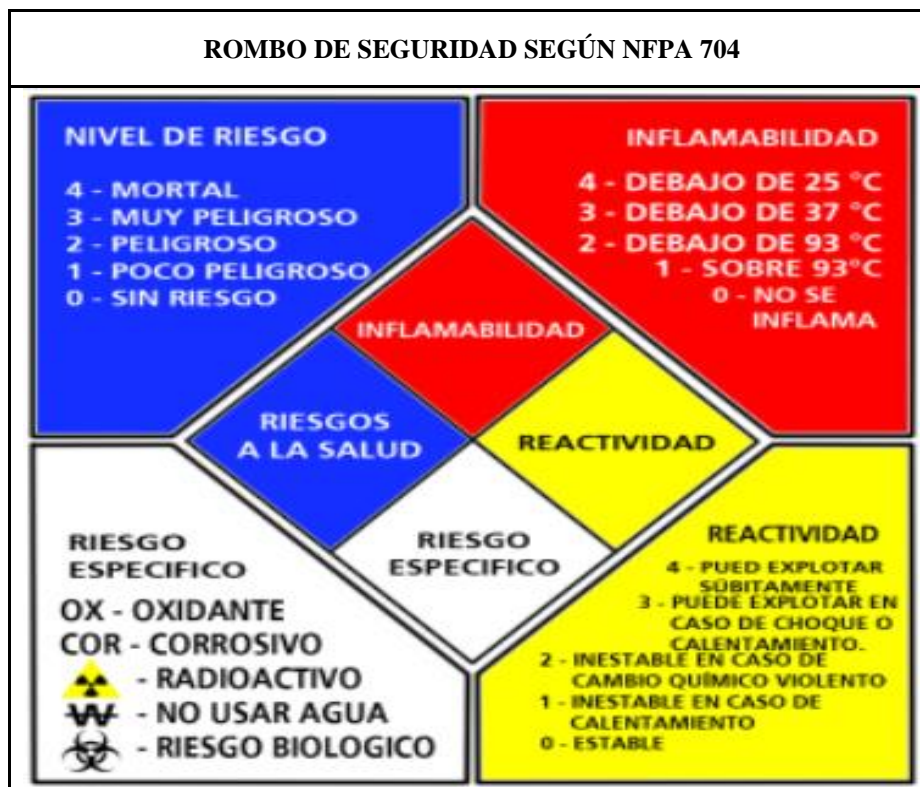 ROMBO DE SEGURIDAD SEGÚN NFPA 704
NIVEL DE RIESGO
4 - MORTAL
3 - MUY PELIGROSO
2 - PELIGROSO
1 - POCO PELIGROSO
0 - SIN RIESGO
INFLAMABILIDAD
4 - DEBAJO DE 25 °C
3 - DEBAJO DE 37 °C
2 - DEBAJO DE 93 °C
1 - SOBRE 93°C
0 - NO SE
INFLAMA
INFLAMABILIDAD
RIESGOS
A LA SALUD
REACTIVIDAD
RIESGO
ESPECIFICO
RIESGO
ESPECIFICO
OX - OXIDANTE
COR - CORROSIVO
- RADIOACTIVO
W - NO USAR AGUA
- RIESGO BIOLOGICO
REACTIVIDAD
4 - PUED EXPLOTAR
SÜBITAMENTE
3 - PUEDE EXPLOTAR EN
CASO DE CHOQUE O
CALENTAMIENTO.
2 - INESTABLE EN CASO DE
CAMBIO QUÍMICO VIOLENTO
1 - INESTABLE EN CASO DE
CALENTAMIENTO
0 - ESTABLE